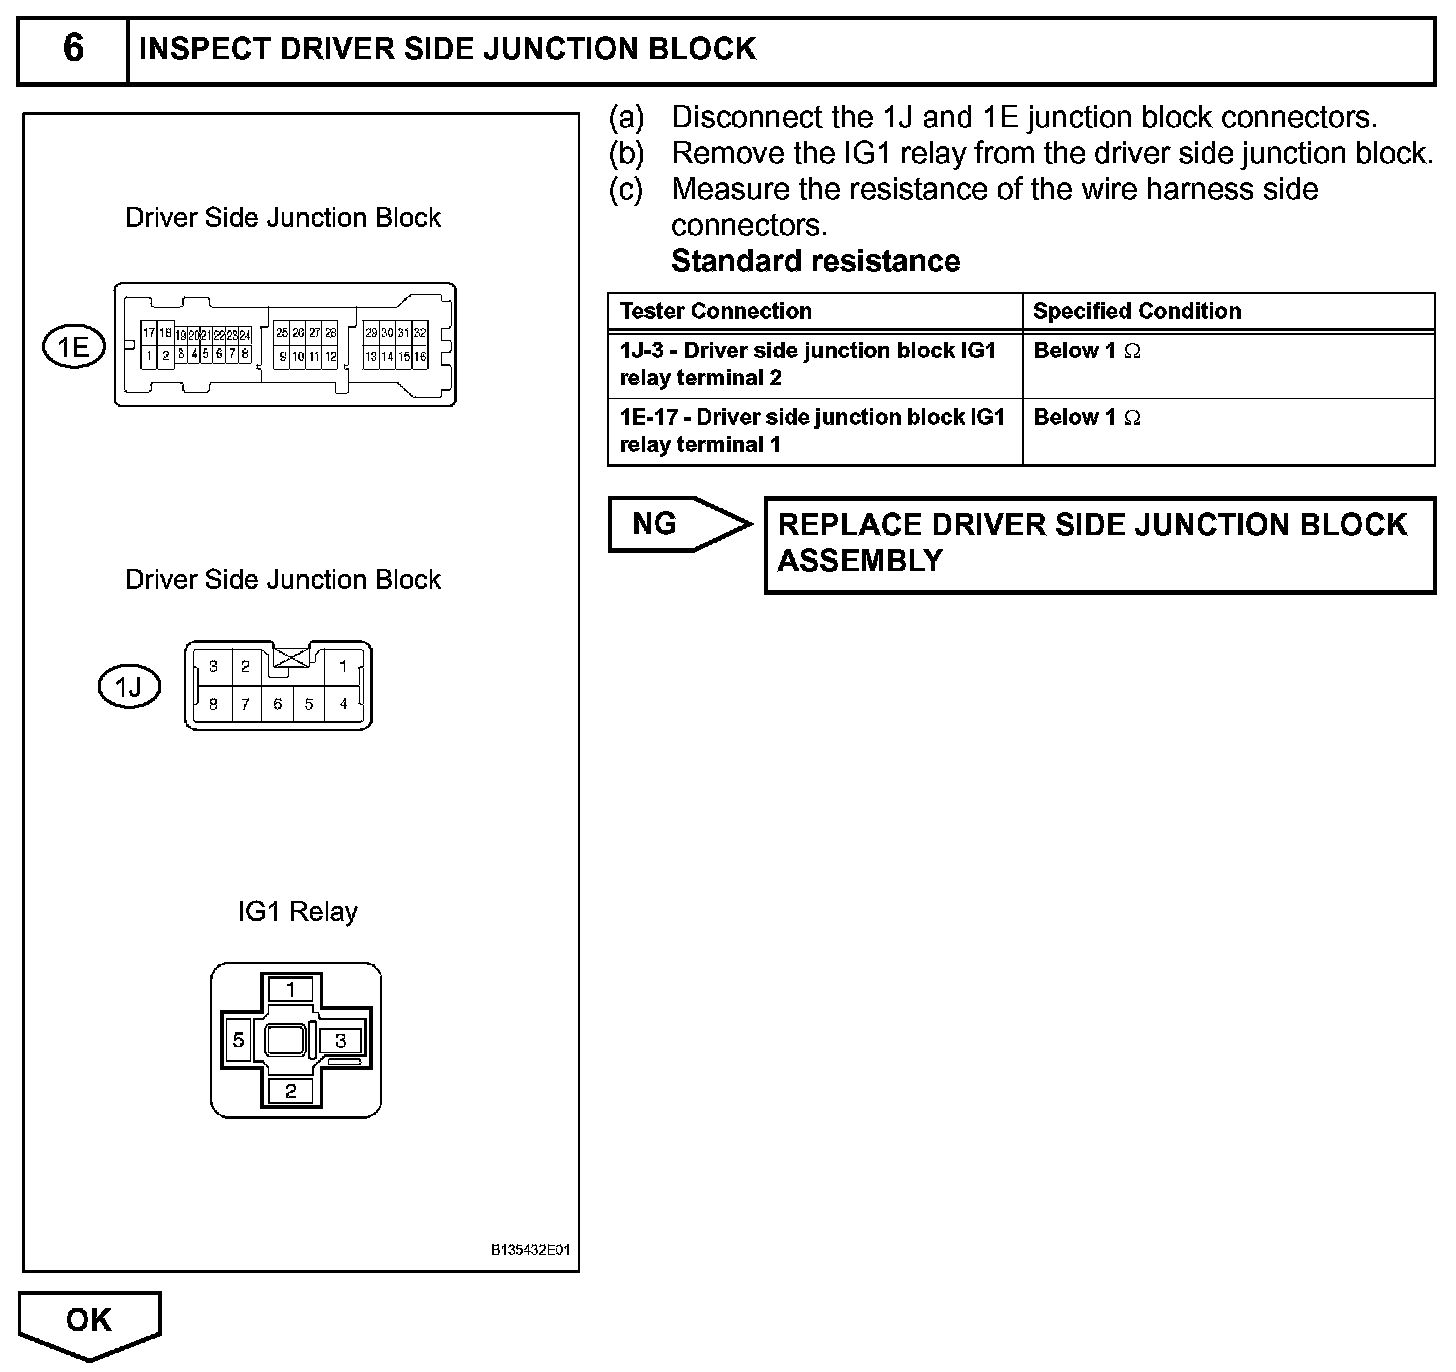 6 INSPECT DRIVER SIDE JUNCTION BLOCK
Driver Side Junction Block
1E
17 18 19 20 21 22 23 24 25 26 27 28 29 30 31 32
1 2 3 4 5 6 7 8 9 10 11 12 13 14 15 16
Driver Side Junction Block
1J
3 2 1
8 7 6 5 4
IG1 Relay
1
5 3
2
B135432E01
(a) Disconnect the 1J and 1E junction block connectors.
(b) Remove the IG1 relay from the driver side junction block.
(c) Measure the resistance of the wire harness side
connectors.
Standard resistance
Tester Connection Specified Condition
1J-3 - Driver side junction block IG1 Below 1 Ω
relay terminal 2
1E-17 - Driver side junction block IG1 Below 1 Ω
relay terminal 1
NG REPLACE DRIVER SIDE JUNCTION BLOCK
ASSEMBLY
OK